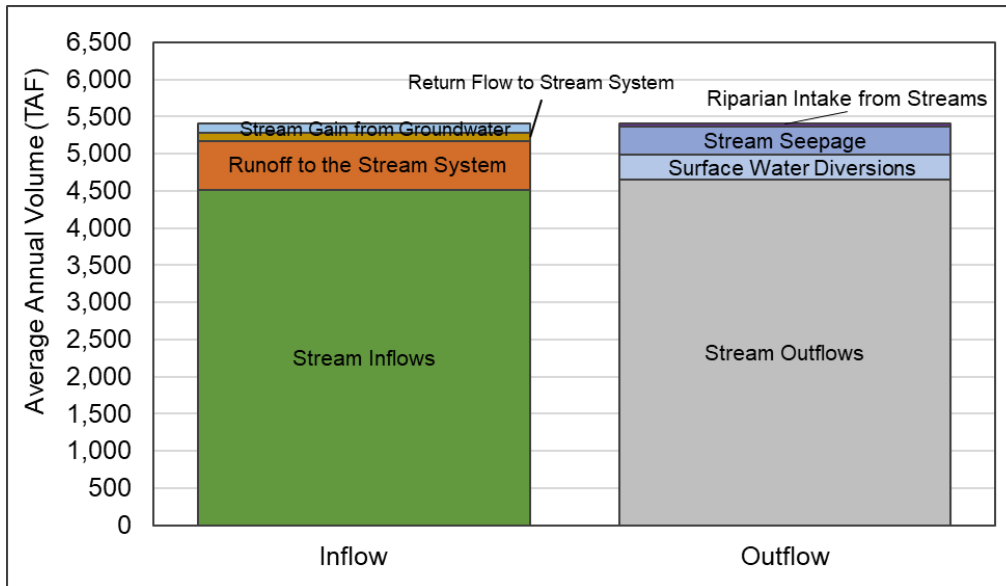 Average Annual Volume (TAF)
6,500
6,000
5,500
5,000
4,500
4,000
3,500
3,000
2,500
2,000
1,500
1,000
500
0
Return Flow to Stream System
Stream Gain from Groundwater
Runoff to the Stream System
Stream Inflows
Riparian Intake from Streams
Stream Seepage
Surface Water Diversions
Stream Outflows
Inflow
Outflow